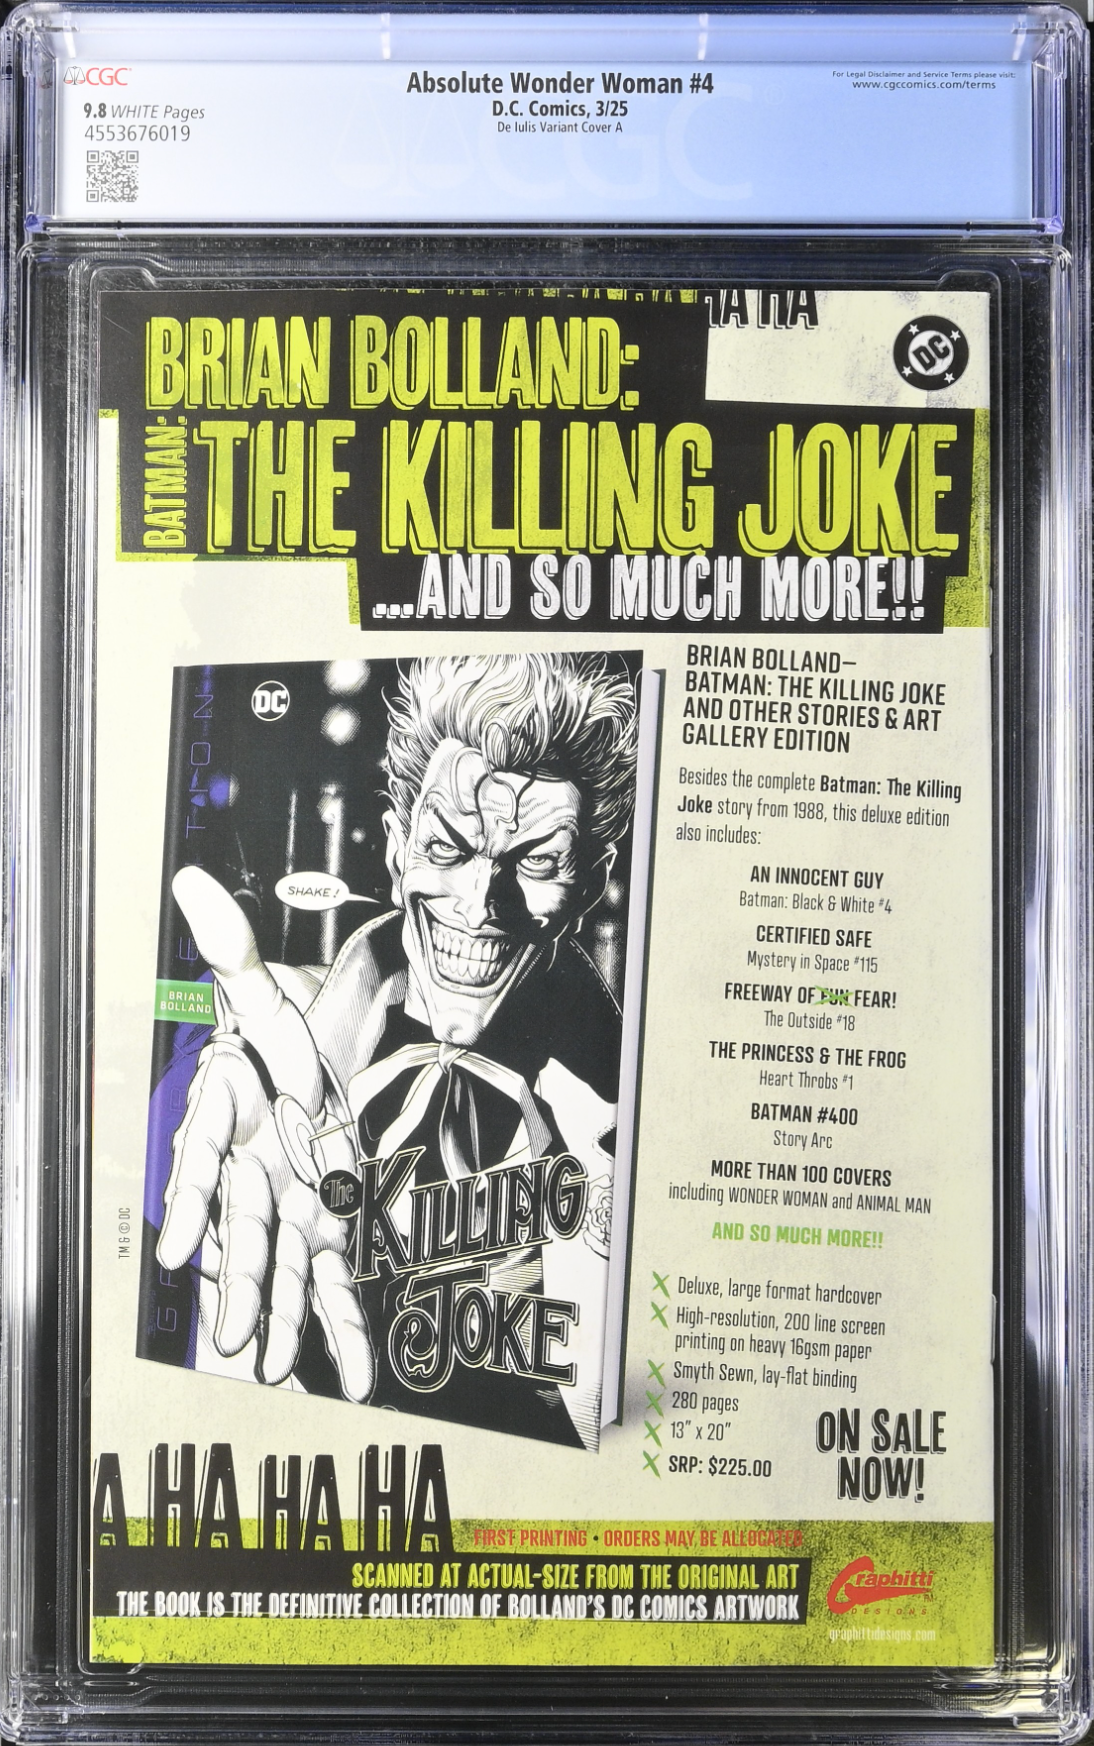 CGC
Absolute Wonder Woman #4
For Legal Disclaimer and Service Terms please visit:
www.cgccomics.com/terms
9.8 WHITE Pages
D.C. Comics, 3/25
4553676019
De Iulis Variant Cover A
CGC
HA HA
DC
BRIAN BOLLAND:
BATMAN:
THE KILLING JOKE
...AND SO MUCH MORE!!
BRIAN BOLLAND–
BATMAN: THE KILLING JOKE
AND OTHER STORIES & ART
GALLERY EDITION
Besides the complete Batman: The Killing
Joke story from 1988, this deluxe edition
also includes:
AN INNOCENT GUY
Batman: Black & White #4
CERTIFIED SAFE
Mystery in Space #115
FREEWAY OF FUN FEAR!
The Outside #18
THE PRINCESS & THE FROG
Heart Throbs #1
BATMAN #400
Story Arc
MORE THAN 100 COVERS
including WONDER WOMAN and ANIMAL MAN
AND SO MUCH MORE!!
X Deluxe, large format hardcover
X High-resolution, 200 line screen
printing on heavy 16gsm paper
X Smyth Sewn, lay-flat binding
X 280 pages
X 13" x 20"
X SRP: $225.00
ON SALE
NOW!
DC
SHAKE!
BRIAN
BOLLAND
The
KILLING
JOKE
TM & © DC
A HA HA HA
FIRST PRINTING • ORDERS MAY BE ALLOCATED
SCANNED AT ACTUAL-SIZE FROM THE ORIGINAL ART
THE BOOK IS THE DEFINITIVE COLLECTION OF BOLLAND'S DC COMICS ARTWORK
Graphitti
DESIGNS
graphittidesigns.com